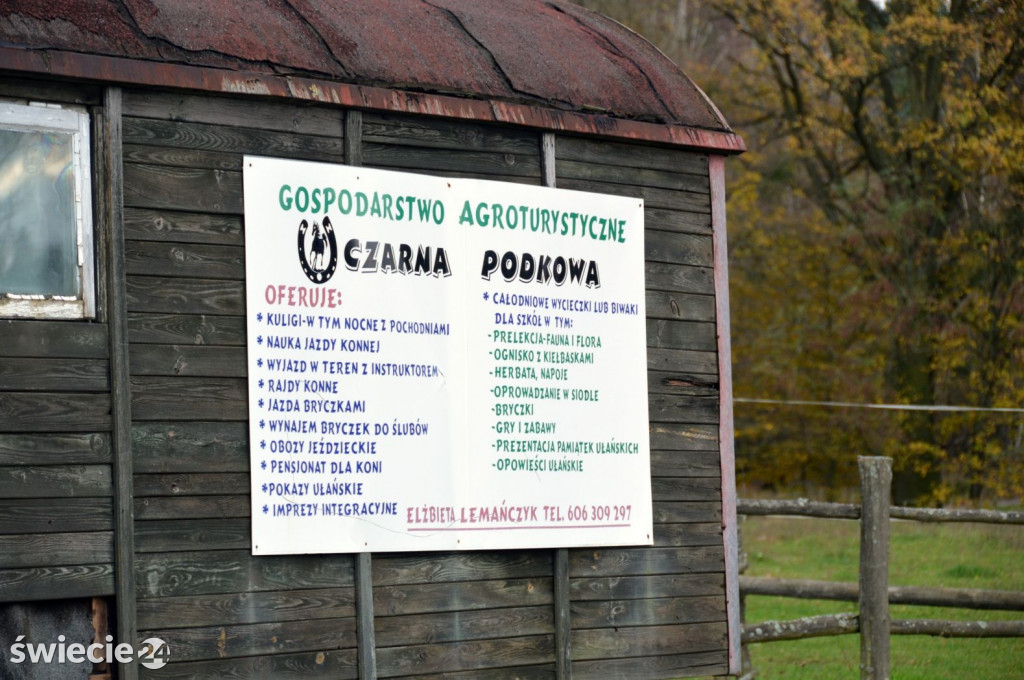 GOSPODARSTWO AGROTURYSTYCZNE
CZARNA PODKOWA
OFERUJE:
* KULIGI-W TYM NOCNE Z POCHODNIAMI
* NAUKA JAZDY KONNEJ
* WYJAZD W TEREN Z INSTRUKTOREM
* RAJDY KONNE
* JAZDA BRYCZKAMI
* WYNAJEM BRYCZEK DO ŚLUBÓW
* OBOZY JEŹDZIECKIE
* PENSJONAT DLA KONI
*POKAZY UŁAŃSKIE
* IMPREZY INTEGRACYJNE
* CAŁODNIOWE WYCIECZKI LUB BIWAKI
DLA SZKÓŁ W TYM:
-PRELEKCJA-FAUNA I FLORA
-OGNISKO Z KIEŁBASKAMI
-HERBATA, NAPOJE
-OPROWADZANIE W SIODLE
-BRYCZKI
-GRY I ZABAWY
-PREZENTACJA PAMIĄTEK UŁAŃSKICH
-OPOWIEŚCI UŁAŃSKIE
ELŻBIETA LEMAŃCZYK TEL. 606 309 297
świecie24